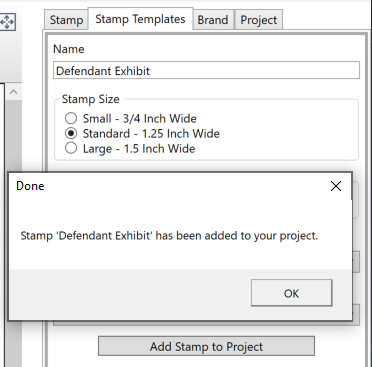 Stamp Stamp Templates Brand Project
Name
Defendant Exhibit
Stamp Size
Small - 3/4 Inch Wide
Standard - 1.25 Inch Wide
Large - 1.5 Inch Wide
Done
Stamp 'Defendant Exhibit' has been added to your project.
OK
Add Stamp to Project